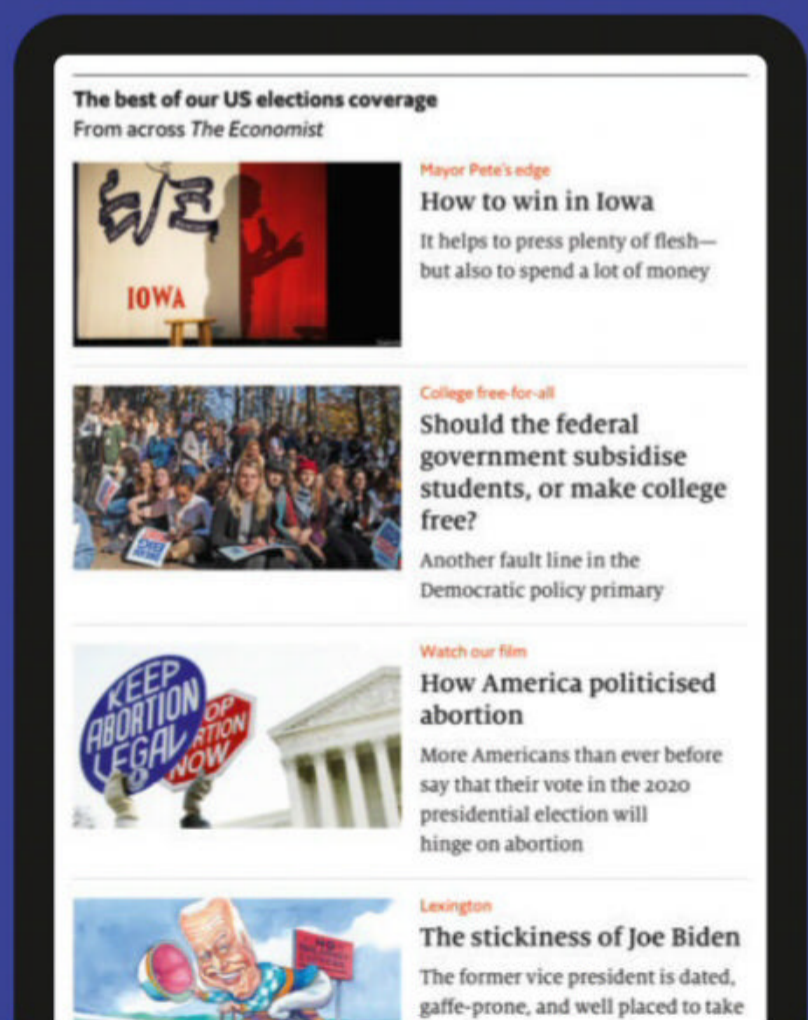 The best of our US elections coverage
From across The Economist
IOWA
Mayor Pete's edge
How to win in Iowa
It helps to press plenty of flesh—
but also to spend a lot of money
College free-for-all
Should the federal
government subsidise
students, or make college
free?
Another fault line in the
Democratic policy primary
KEEP
ABORTION
LEGAL
OP
RTION
NOW
Watch our film
How America politicised
abortion
More Americans than ever before
say that their vote in the 2020
presidential election will
hinge on abortion
Lexington
The stickiness of Joe Biden
The former vice president is dated,
gaffe-prone, and well placed to take
NO